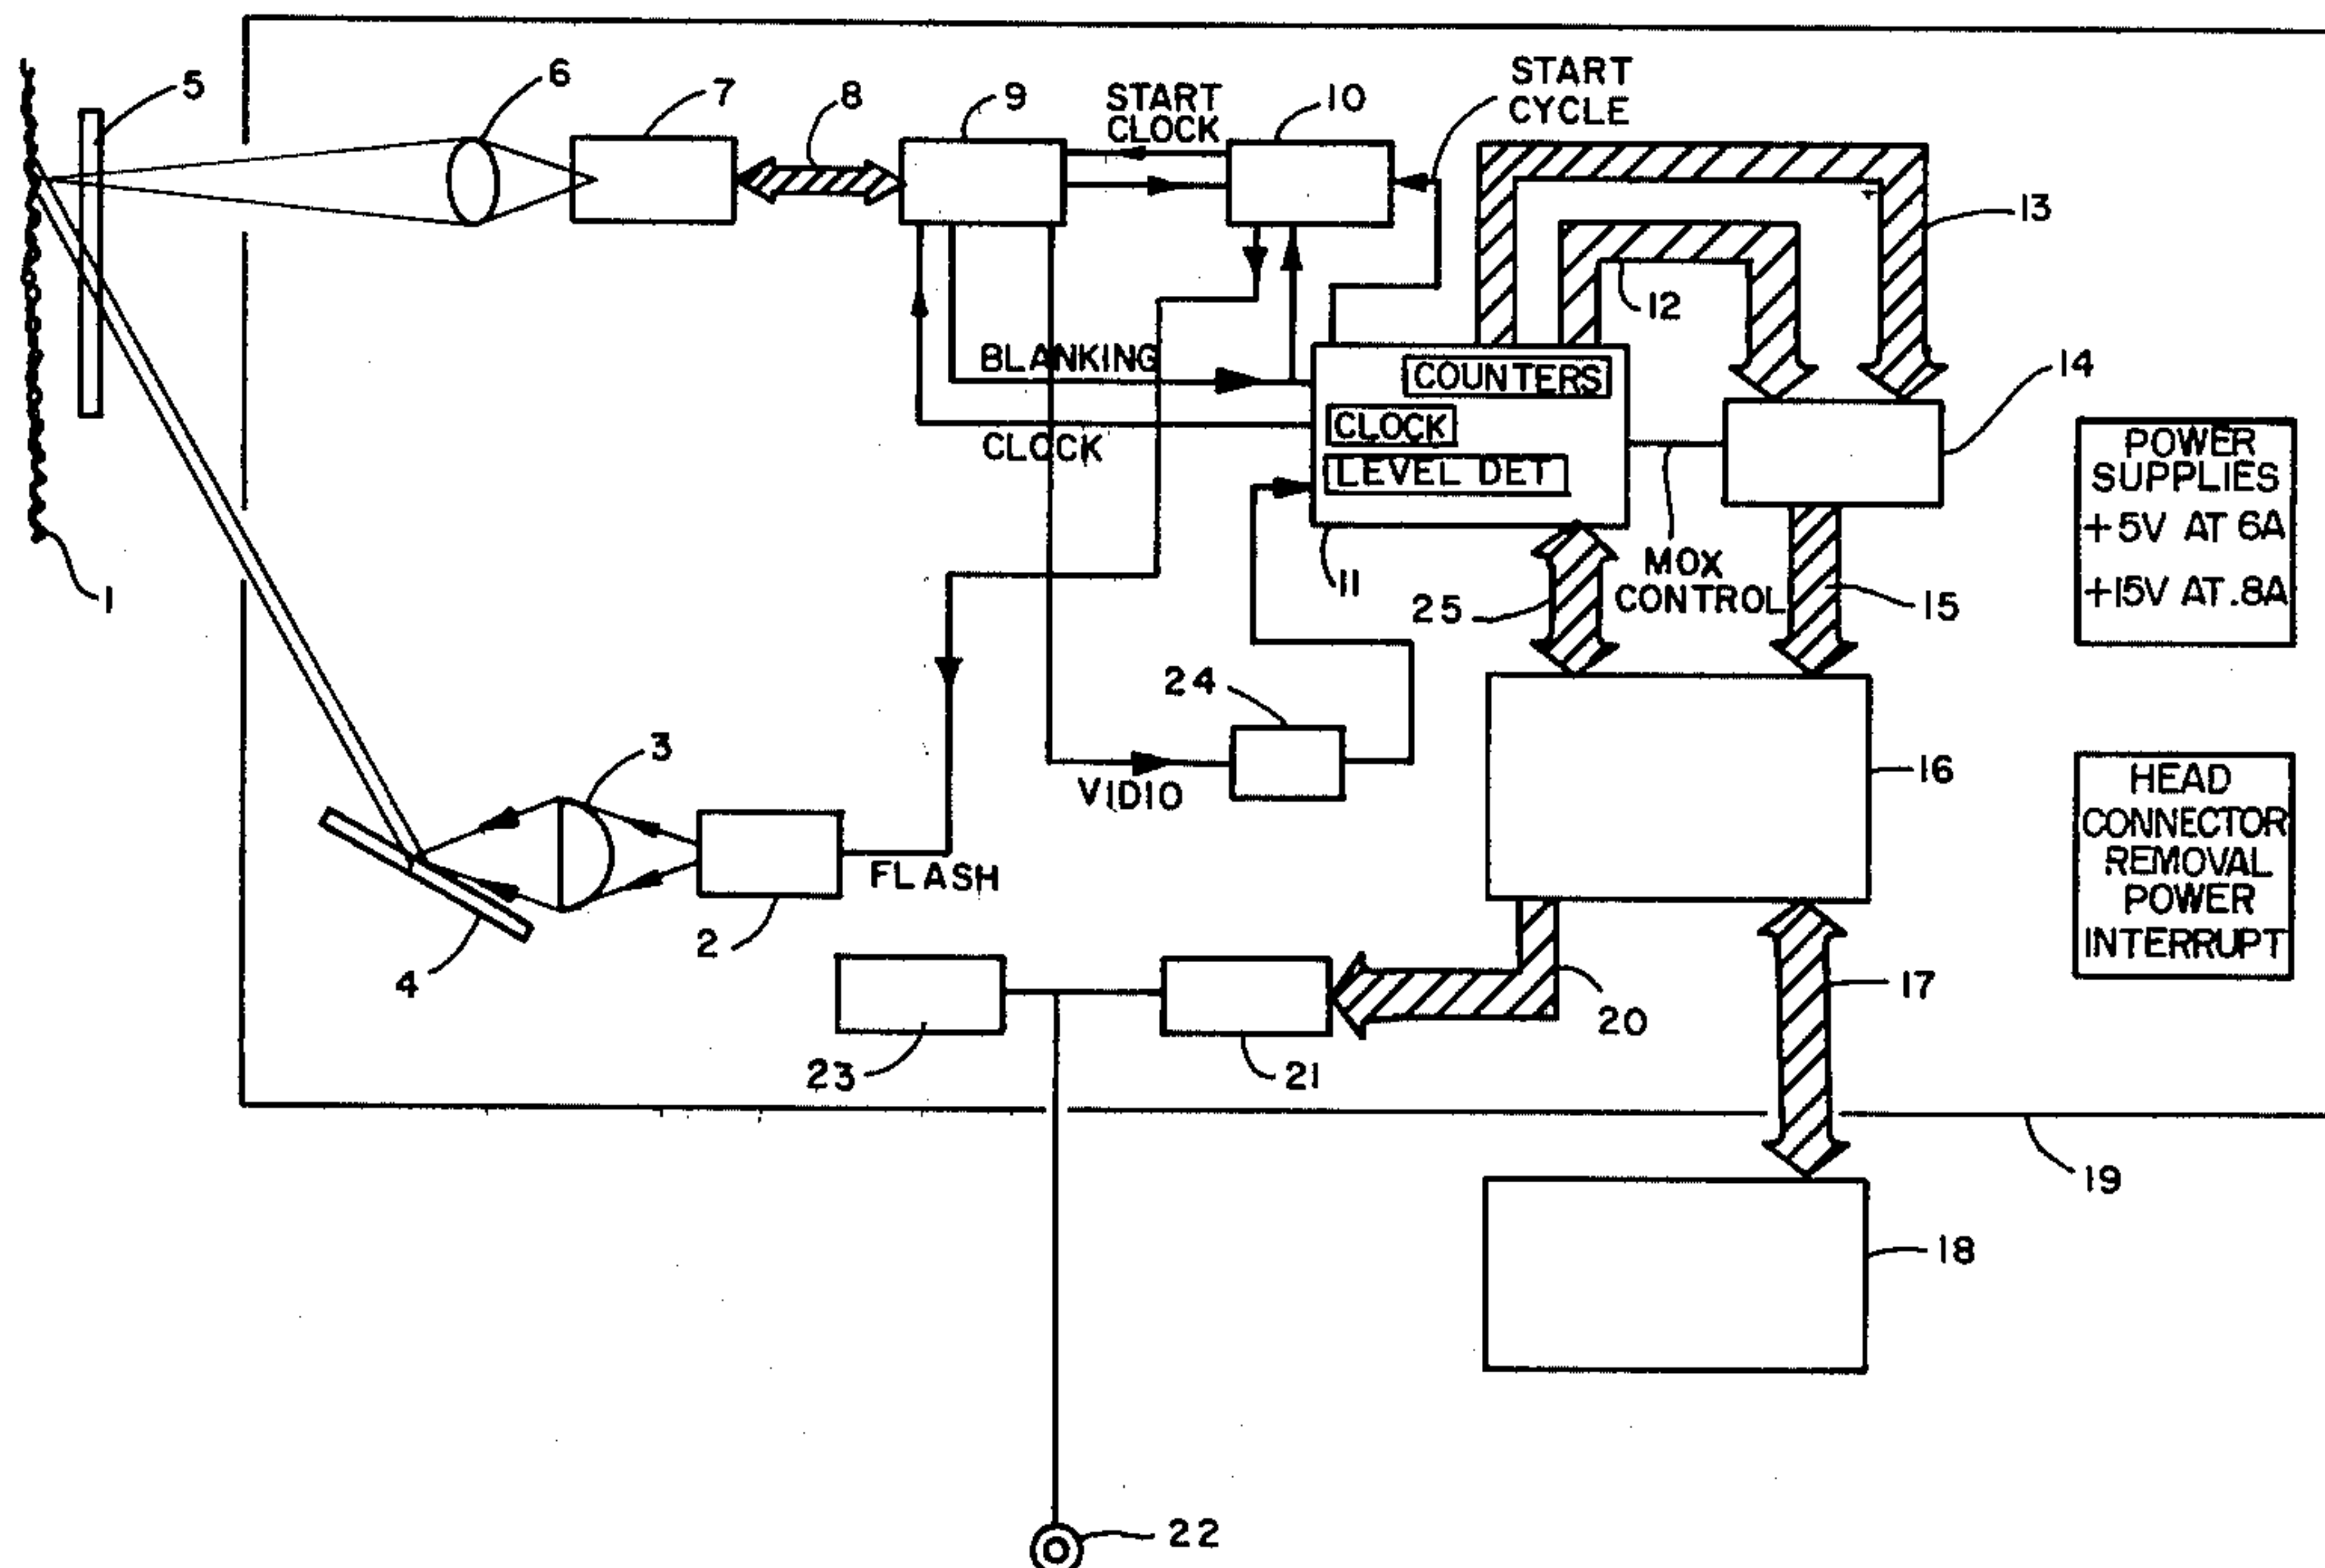 5
6
7
8
9
START
CLOCK
10
START
CYCLE
13
12
14
BLANKING
COUNTERS
CLOCK
CLOCK
LEVEL DET
POWER
SUPPLIES
+5V AT 6A
+15V AT .8A
1
11
MOX
CONTROL
25
15
24
3
VIDIO
16
HEAD
CONNECTOR
REMOVAL
POWER
INTERRUPT
FLASH
2
4
17
20
23
21
19
18
22